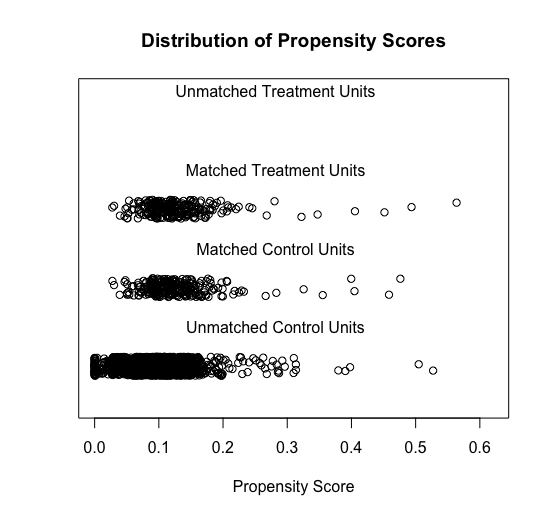 Distribution of Propensity Scores
Unmatched Treatment Units
Matched Treatment Units
Matched Control Units
Unmatched Control Units
0.0 0.1 0.2 0.3 0.4 0.5 0.6
Propensity Score